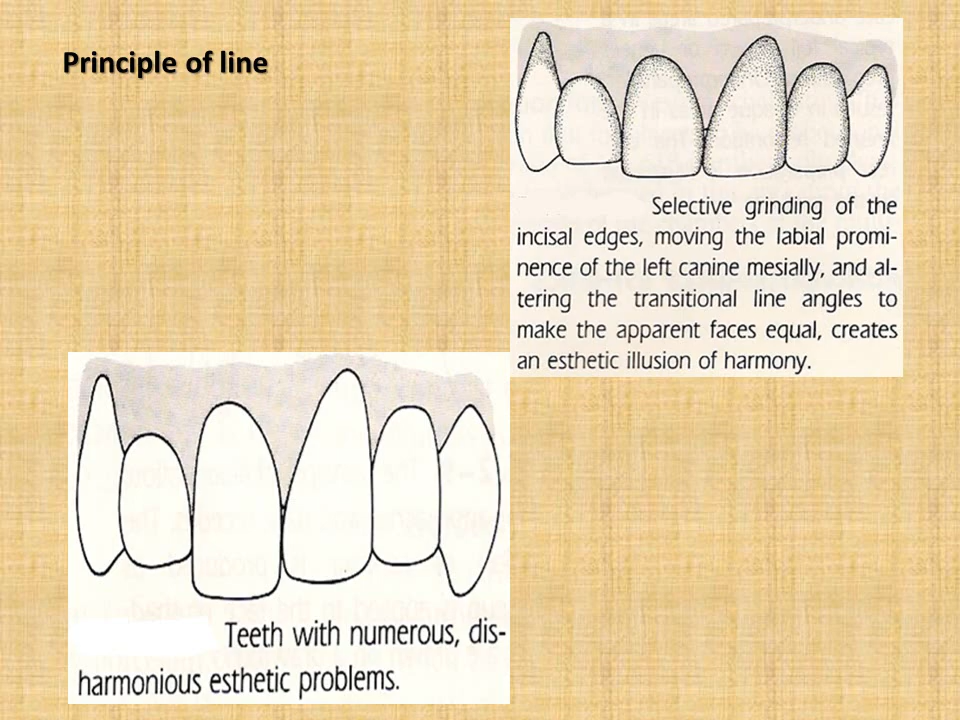 Principle of line
Selective grinding of the
incisal edges, moving the labial promi-
nence of the left canine mesially, and al-
tering the transitional line angles to
make the apparent faces equal, creates
an esthetic illusion of harmony.
Teeth with numerous, dis-
harmonious esthetic problems.